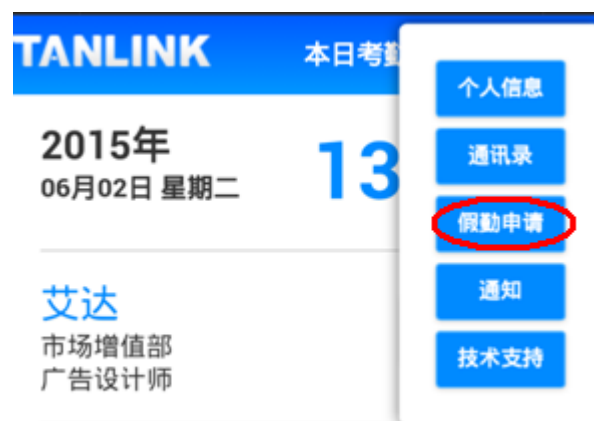 TANLINK 本日考勤
2015年
06月02日 星期二
13
艾达
市场增值部
广告设计师
个人信息
通讯录
假勤申请
通知
技术支持